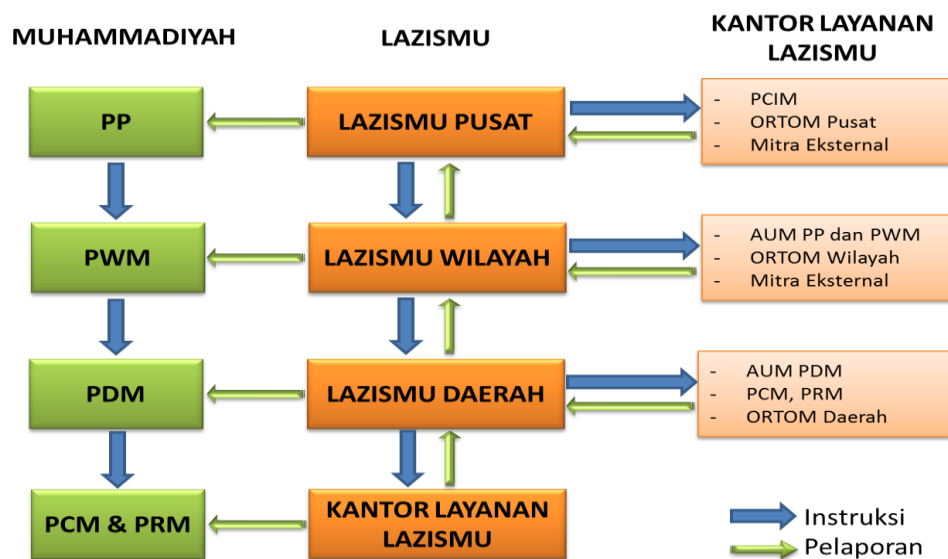 MUHAMMADIYAH
LAZISMU
KANTOR LAYANAN
LAZISMU
PP
LAZISMU PUSAT
- PCIM
- ORTOM Pusat
- Mitra Eksternal
PWM
LAZISMU WILAYAH
- AUM PP dan PWM
- ORTOM Wilayah
- Mitra Eksternal
PDM
LAZISMU DAERAH
- AUM PDM
- PCM, PRM
- ORTOM Daerah
PCM & PRM
KANTOR LAYANAN
LAZISMU
Instruksi
Pelaporan